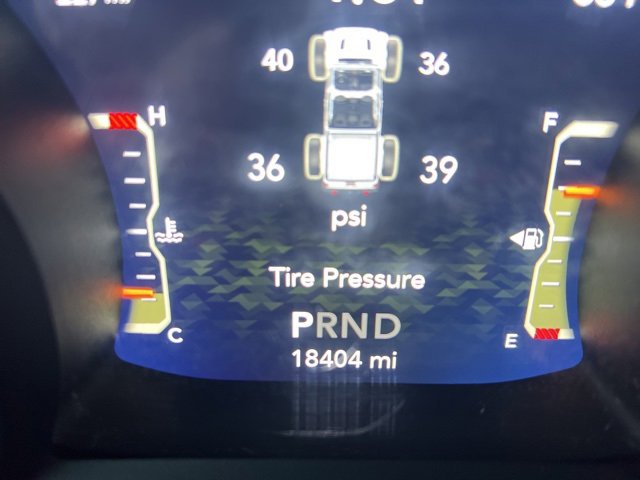 40 36
H F
36 39
psi
Tire Pressure
PRND
C E
18404 mi